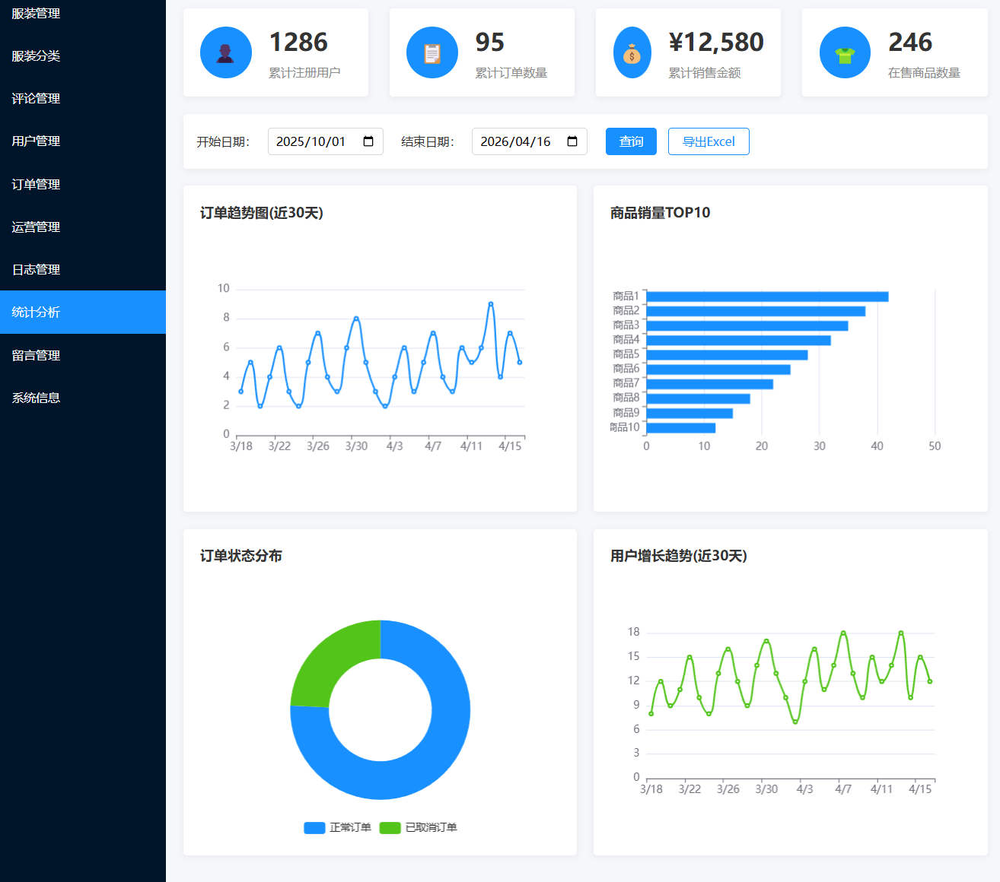 服装管理
服装分类
评论管理
用户管理
订单管理
运营管理
日志管理
统计分析
留言管理
系统信息
1286
累计注册用户
95
累计订单数量
¥12,580
累计销售金额
246
在售商品数量
开始日期： 2025/10/01 结束日期： 2026/04/16 查询 导出Excel
订单趋势图(近30天)
10
8
6
4
2
0
3/18 3/22 3/26 3/30 4/3 4/7 4/11 4/15
商品销量TOP10
商品1
商品2
商品3
商品4
商品5
商品6
商品7
商品8
商品9
商品10
0 10 20 30 40 50
订单状态分布
正常订单 已取消订单
用户增长趋势(近30天)
18
15
12
9
6
3
0
3/18 3/22 3/26 3/30 4/3 4/7 4/11 4/15